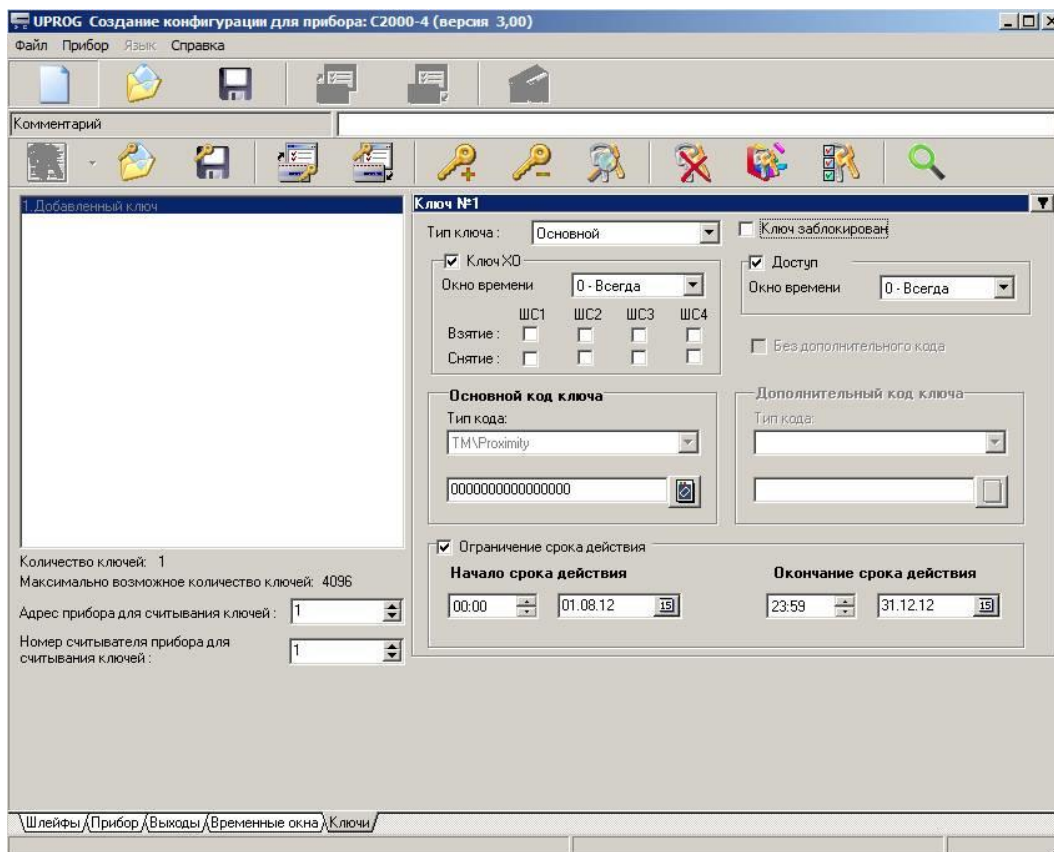 UPROG Создание конфигурации для прибора: С2000-4 (версия 3,00)
Файл Прибор Язык Справка
Комментарий
1.Добавленный ключ
Ключ №1
Тип ключа : Основной
Ключ заблокирован
Ключ ХО
Окно времени 0 - Всегда
ШС1 ШС2 ШС3 ШС4
Взятие :
Снятие :
Доступ
Окно времени 0 - Всегда
Без дополнительного кода
Основной код ключа
Тип кода:
TM\Proximity
0000000000000000
Дополнительный код ключа
Тип кода:
Ограничение срока действия
Начало срока действия Окончание срока действия
00:00 01.08.12 15 23:59 31.12.12 15
Количество ключей: 1
Максимально возможное количество ключей: 4096
Адрес прибора для считывания ключей : 1
Номер считывателя прибора для
считывания ключей : 1
Шлейфы Прибор Выходы Временные окна Ключи